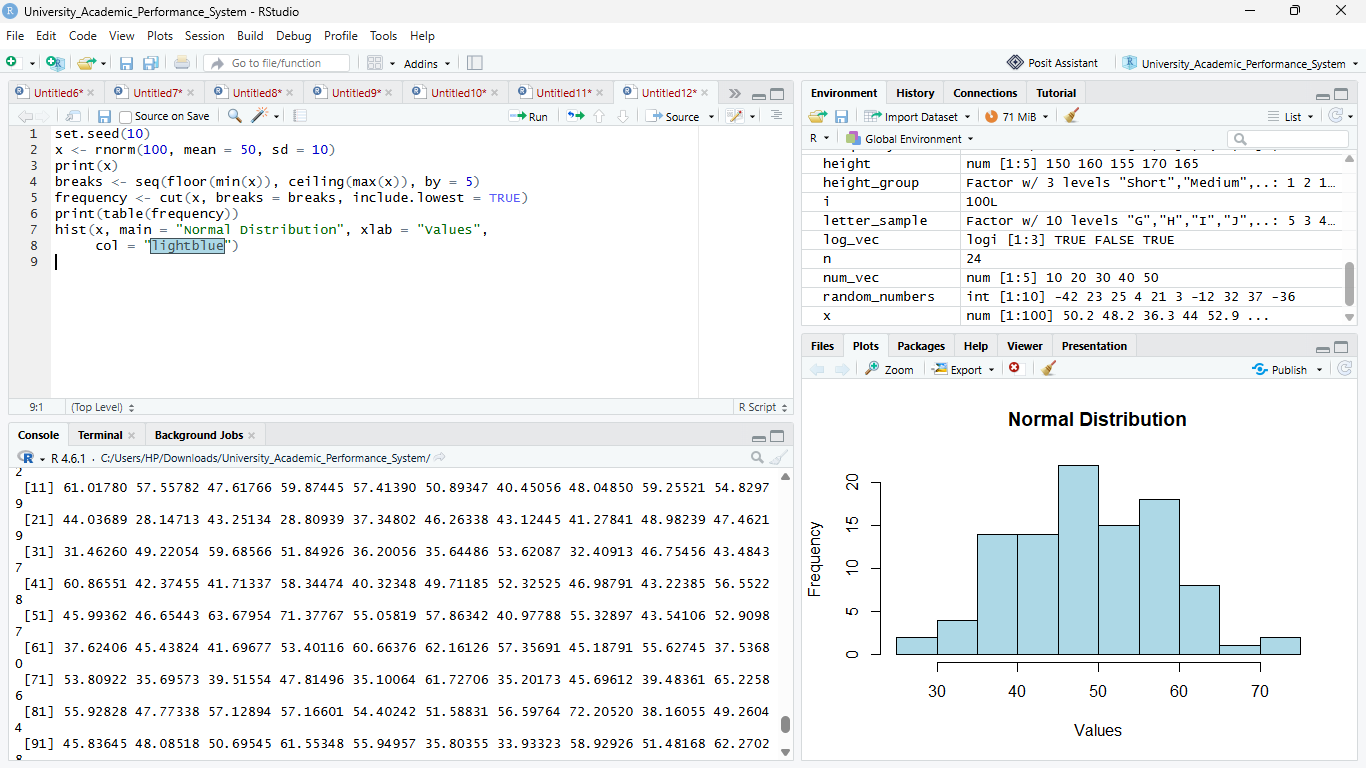 University_Academic_Performance_System - RStudio
File Edit Code View Plots Session Build Debug Profile Tools Help
Go to file/function Addins Posit Assistant University_Academic_Performance_System
Untitled6* Untitled7* Untitled8* Untitled9* Untitled10* Untitled11* Untitled12*
Source on Save Run Source
1 set.seed(10)
2 x <- rnorm(100, mean = 50, sd = 10)
3 print(x)
4 breaks <- seq(floor(min(x)), ceiling(max(x)), by = 5)
5 frequency <- cut(x, breaks = breaks, include.lowest = TRUE)
6 print(table(frequency))
7 hist(x, main = "Normal Distribution", xlab = "Values",
8 col = "lightblue")
9
9:1 (Top Level) R Script
Console Terminal Background Jobs
R 4.6.1 · C:/Users/HP/Downloads/University_Academic_Performance_System/
2
[11] 61.01780 57.55782 47.61766 59.87445 57.41390 50.89347 40.45056 48.04850 59.25521 54.8297
9
[21] 44.03689 28.14713 43.25134 28.80939 37.34802 46.26338 43.12445 41.27841 48.98239 47.4621
9
[31] 31.46260 49.22054 59.68566 51.84926 36.20056 35.64486 53.62087 32.40913 46.75456 43.4843
7
[41] 60.86551 42.37455 41.71337 58.34474 40.32348 49.71185 52.32525 46.98791 43.22385 56.5522
8
[51] 45.99362 46.65443 63.67954 71.37767 55.05819 57.86342 40.97788 55.32897 43.54106 52.9098
7
[61] 37.62406 45.43824 41.69677 53.40116 60.66376 62.16126 57.35691 45.18791 55.62745 37.5368
0
[71] 53.80922 35.69573 39.51554 47.81496 35.10064 61.72706 35.20173 45.69612 39.48361 65.2258
6
[81] 55.92828 47.77338 57.12894 57.16601 54.40242 51.58831 56.59764 72.20520 38.16055 49.2604
4
[91] 45.83645 48.08518 50.69545 61.55348 55.94957 35.80355 33.93323 58.92926 51.48168 62.2702
8
Environment History Connections Tutorial
Import Dataset 71 MiB List
R Global Environment
height num [1:5] 150 160 155 170 165
height_group Factor w/ 3 levels "Short","Medium",..: 1 2 1…
i 100L
letter_sample Factor w/ 10 levels "G","H","I","J",..: 5 3 4…
log_vec logi [1:3] TRUE FALSE TRUE
n 24
num_vec num [1:5] 10 20 30 40 50
random_numbers int [1:10] -42 23 25 4 21 3 -12 32 37 -36
x num [1:100] 50.2 48.2 36.3 44 52.9 ...
Files Plots Packages Help Viewer Presentation
Zoom Export Publish
Normal Distribution
Frequency
20
15
10
5
0
30 40 50 60 70
Values